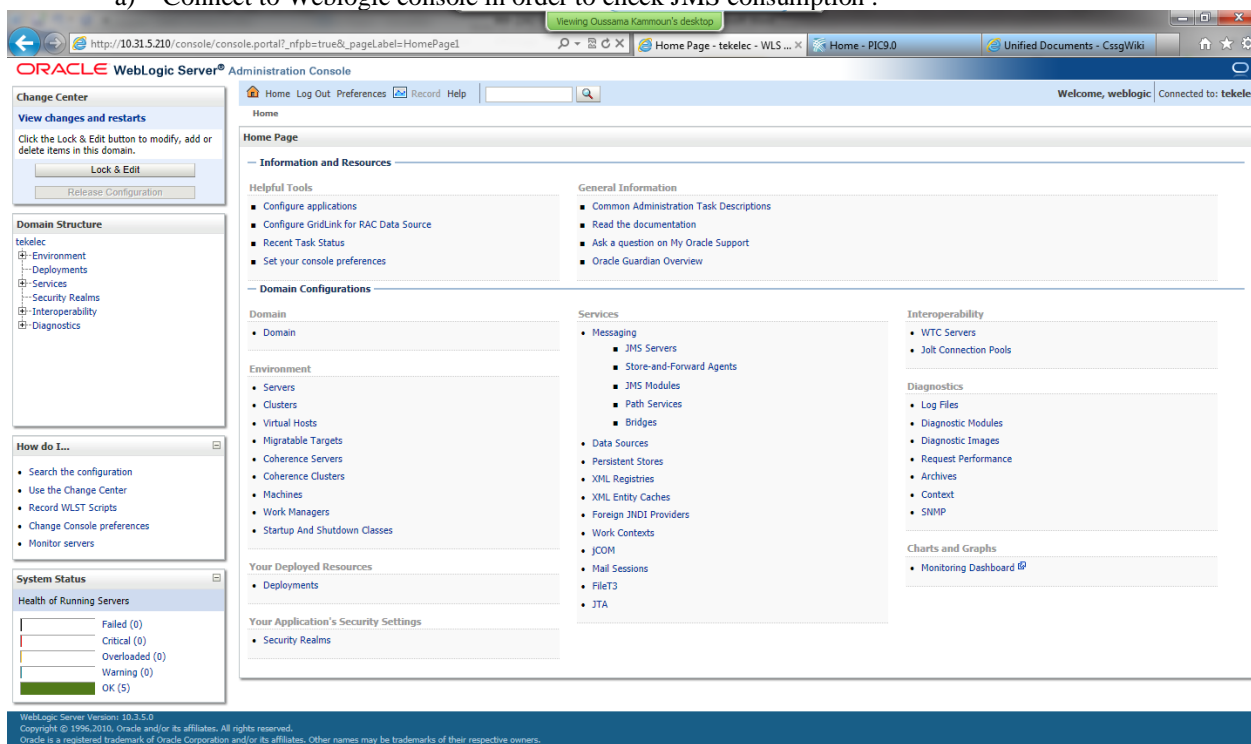 a) Connect to Weblogic console in order to check JMS consumption :
Viewing Oussama Kammoun's desktop
http://10.31.5.210/console/console.portal?_nfpb=true&_pageLabel=HomePage1
Home Page - tekelec - WLS ...
Home - PIC9.0
Unified Documents - CssgWiki
ORACLE WebLogic Server® Administration Console
Change Center
View changes and restarts
Click the Lock & Edit button to modify, add or
delete items in this domain.
Lock & Edit
Release Configuration
Domain Structure
tekelec
Environment
Deployments
Services
Security Realms
Interoperability
Diagnostics
How do I...
Search the configuration
Use the Change Center
Record WLST Scripts
Change Console preferences
Monitor servers
System Status
Health of Running Servers
Failed (0)
Critical (0)
Overloaded (0)
Warning (0)
OK (5)
Home Log Out Preferences Record Help
Welcome, weblogic Connected to: tekele
Home
Home Page
Information and Resources
Helpful Tools
Configure applications
Configure GridLink for RAC Data Source
Recent Task Status
Set your console preferences
General Information
Common Administration Task Descriptions
Read the documentation
Ask a question on My Oracle Support
Oracle Guardian Overview
Domain Configurations
Domain
Domain
Environment
Servers
Clusters
Virtual Hosts
Migratable Targets
Coherence Servers
Coherence Clusters
Machines
Work Managers
Startup And Shutdown Classes
Your Deployed Resources
Deployments
Your Application's Security Settings
Security Realms
Services
Messaging
JMS Servers
Store-and-Forward Agents
JMS Modules
Path Services
Bridges
Data Sources
Persistent Stores
XML Registries
XML Entity Caches
Foreign JNDI Providers
Work Contexts
jCOM
Mail Sessions
FileT3
JTA
Interoperability
WTC Servers
Jolt Connection Pools
Diagnostics
Log Files
Diagnostic Modules
Diagnostic Images
Request Performance
Archives
Context
SNMP
Charts and Graphs
Monitoring Dashboard
WebLogic Server Version: 10.3.5.0
Copyright © 1996,2010, Oracle and/or its affiliates. All rights reserved.
Oracle is a registered trademark of Oracle Corporation and/or its affiliates. Other names may be trademarks of their respective owners.